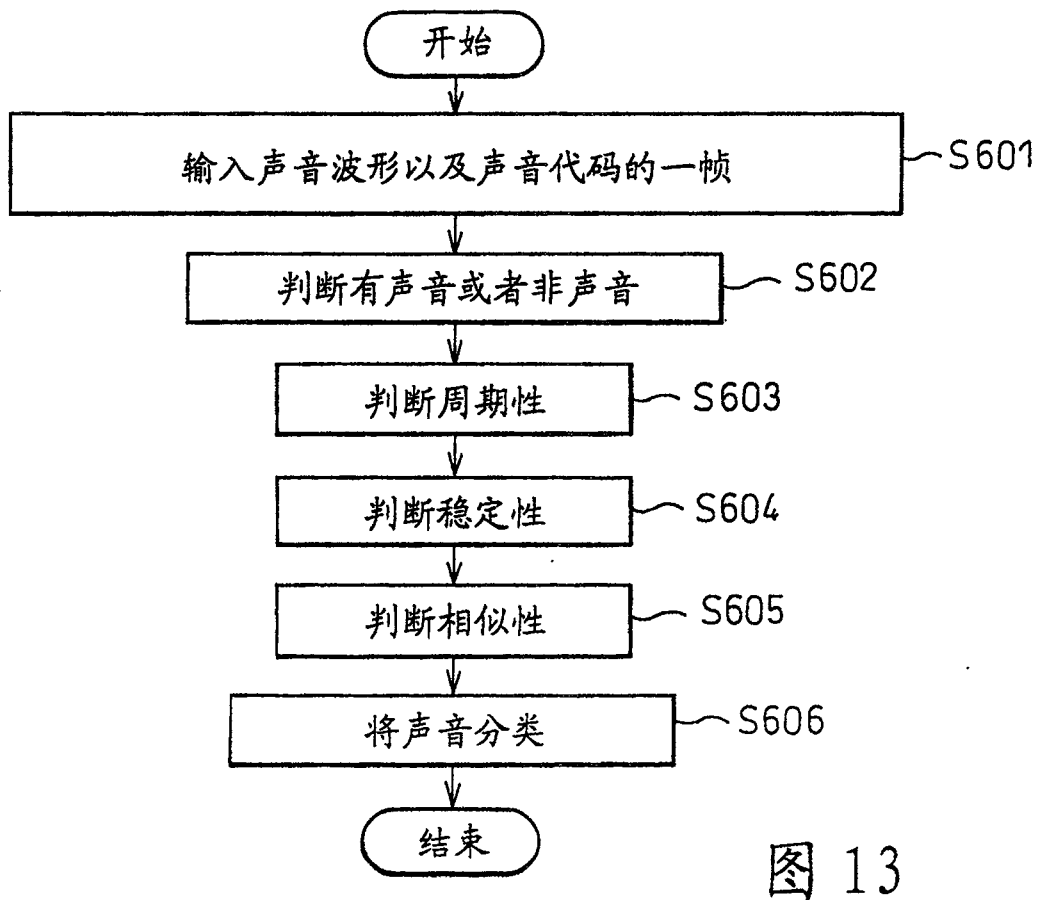 开始
输入声音波形以及声音代码的一帧
S601
判断有声音或者非声音
S602
判断周期性
S603
判断稳定性
S604
判断相似性
S605
将声音分类
S606
结束
图 13